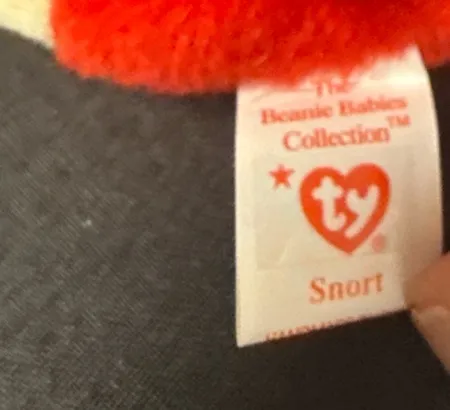 The
Beanie Babies
Collection™
ty®
Snort